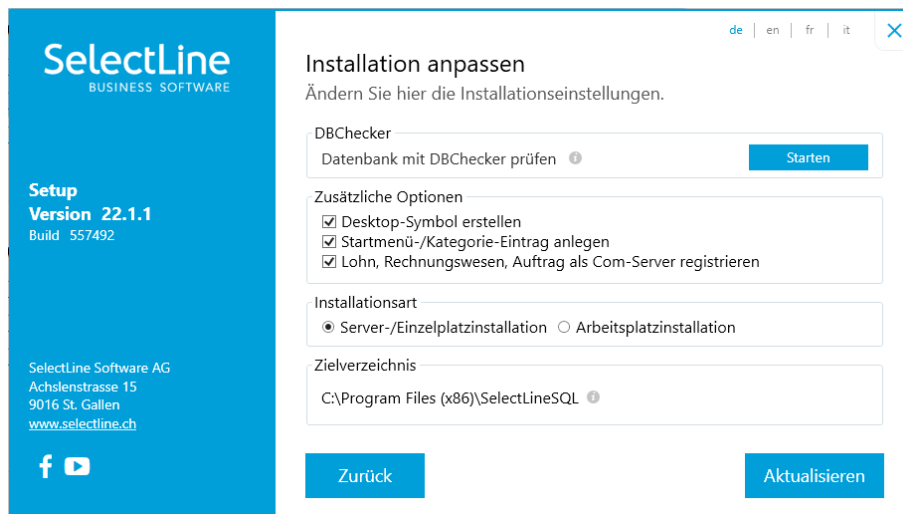 SelectLine
BUSINESS SOFTWARE
Setup
Version 22.1.1
Build 557492
SelectLine Software AG
Achslenstrasse 15
9016 St. Gallen
www.selectline.ch
de | en | fr | it
Installation anpassen
Ändern Sie hier die Installationseinstellungen.
DBChecker
Datenbank mit DBChecker prüfen
Starten
Zusätzliche Optionen
Desktop-Symbol erstellen
Startmenü-/Kategorie-Eintrag anlegen
Lohn, Rechnungswesen, Auftrag als Com-Server registrieren
Installationsart
Server-/Einzelplatzinstallation Arbeitsplatzinstallation
Zielverzeichnis
C:\Program Files (x86)\SelectLineSQL
Zurück
Aktualisieren